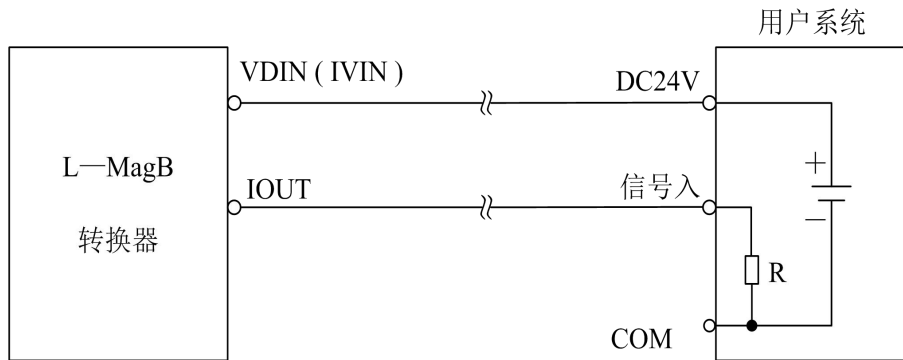 用户系统
VDIN ( IVIN )
DC24V
L—MagB
转换器
IOUT
信号入
+
—
R
COM